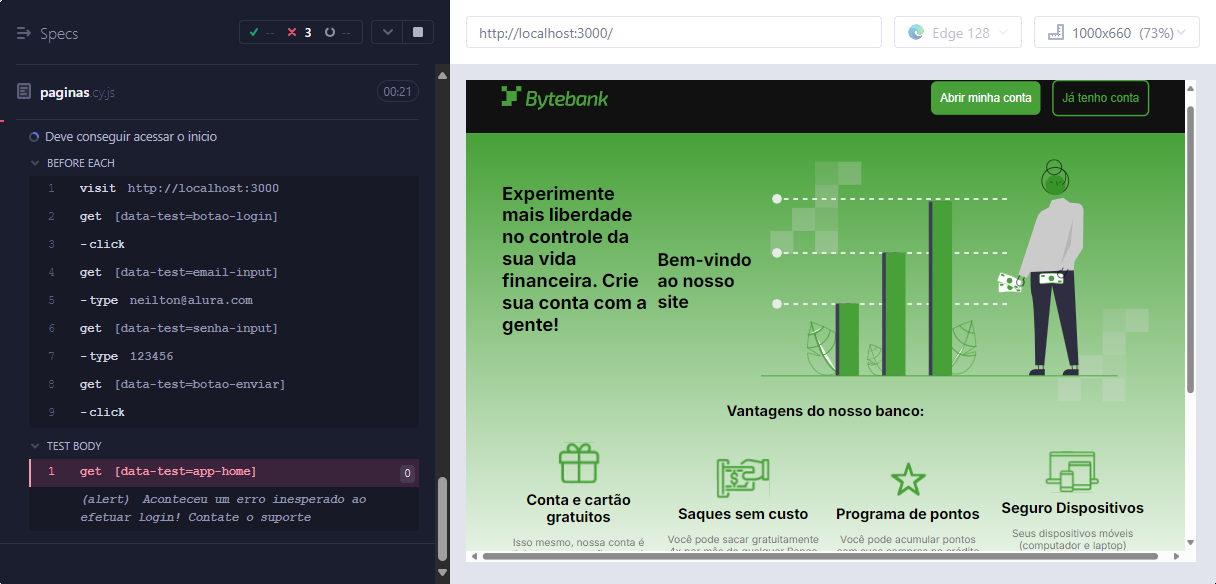 Specs
-- 3 --
paginas.cy.js
00:21
Deve conseguir acessar o inicio
BEFORE EACH
1 visit http://localhost:3000
2 get [data-test=botao-login]
3 -click
4 get [data-test=email-input]
5 -type neilton@alura.com
6 get [data-test=senha-input]
7 -type 123456
8 get [data-test=botao-enviar]
9 -click
TEST BODY
1 get [data-test=app-home] 0
(alert) Aconteceu um erro inesperado ao
efetuar login! Contate o suporte
http://localhost:3000/
Edge 128
1000x660 (73%)
Bytebank
Abrir minha conta
Já tenho conta
Experimente
mais liberdade
no controle da
sua vida
financeira. Crie
sua conta com a
gente!
Bem-vindo
ao nosso
site
Vantagens do nosso banco:
Conta e cartão
gratuitos
Isso mesmo, nossa conta é
Saques sem custo
Você pode sacar gratuitamente
4x por mês de qualquer Banco
Programa de pontos
Você pode acumular pontos
com suas compras no crédito
Seguro Dispositivos
Seus dispositivos móveis
(computador e laptop)